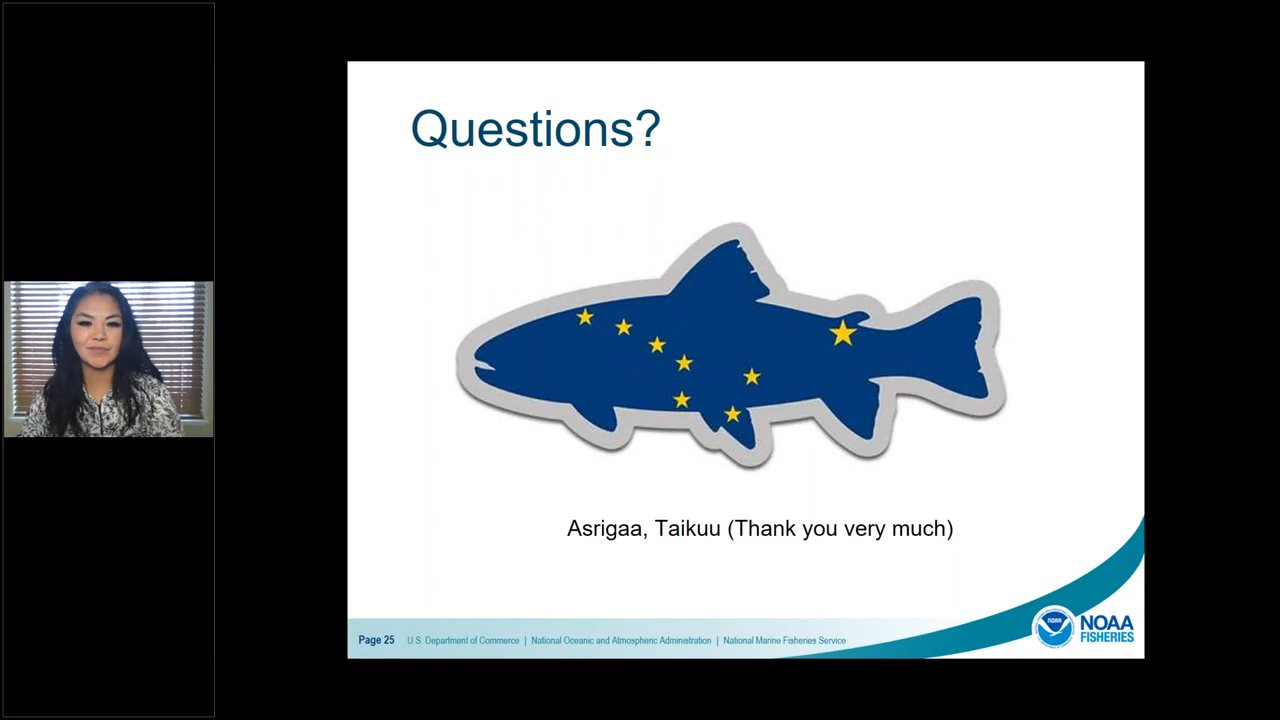 Questions?
Asrigaa, Taikuu (Thank you very much)
Page 25 U.S. Department of Commerce | National Oceanic and Atmospheric Administration | National Marine Fisheries Service
NOAA
NOAA
FISHERIES